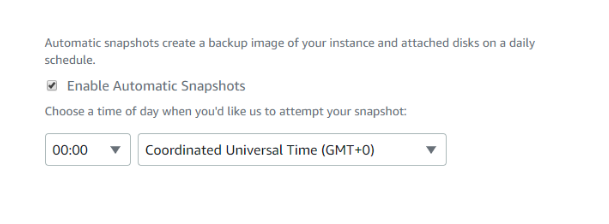 Automatic snapshots create a backup image of your instance and attached disks on a daily
schedule.
Enable Automatic Snapshots
Choose a time of day when you'd like us to attempt your snapshot:
00:00 Coordinated Universal Time (GMT+0)